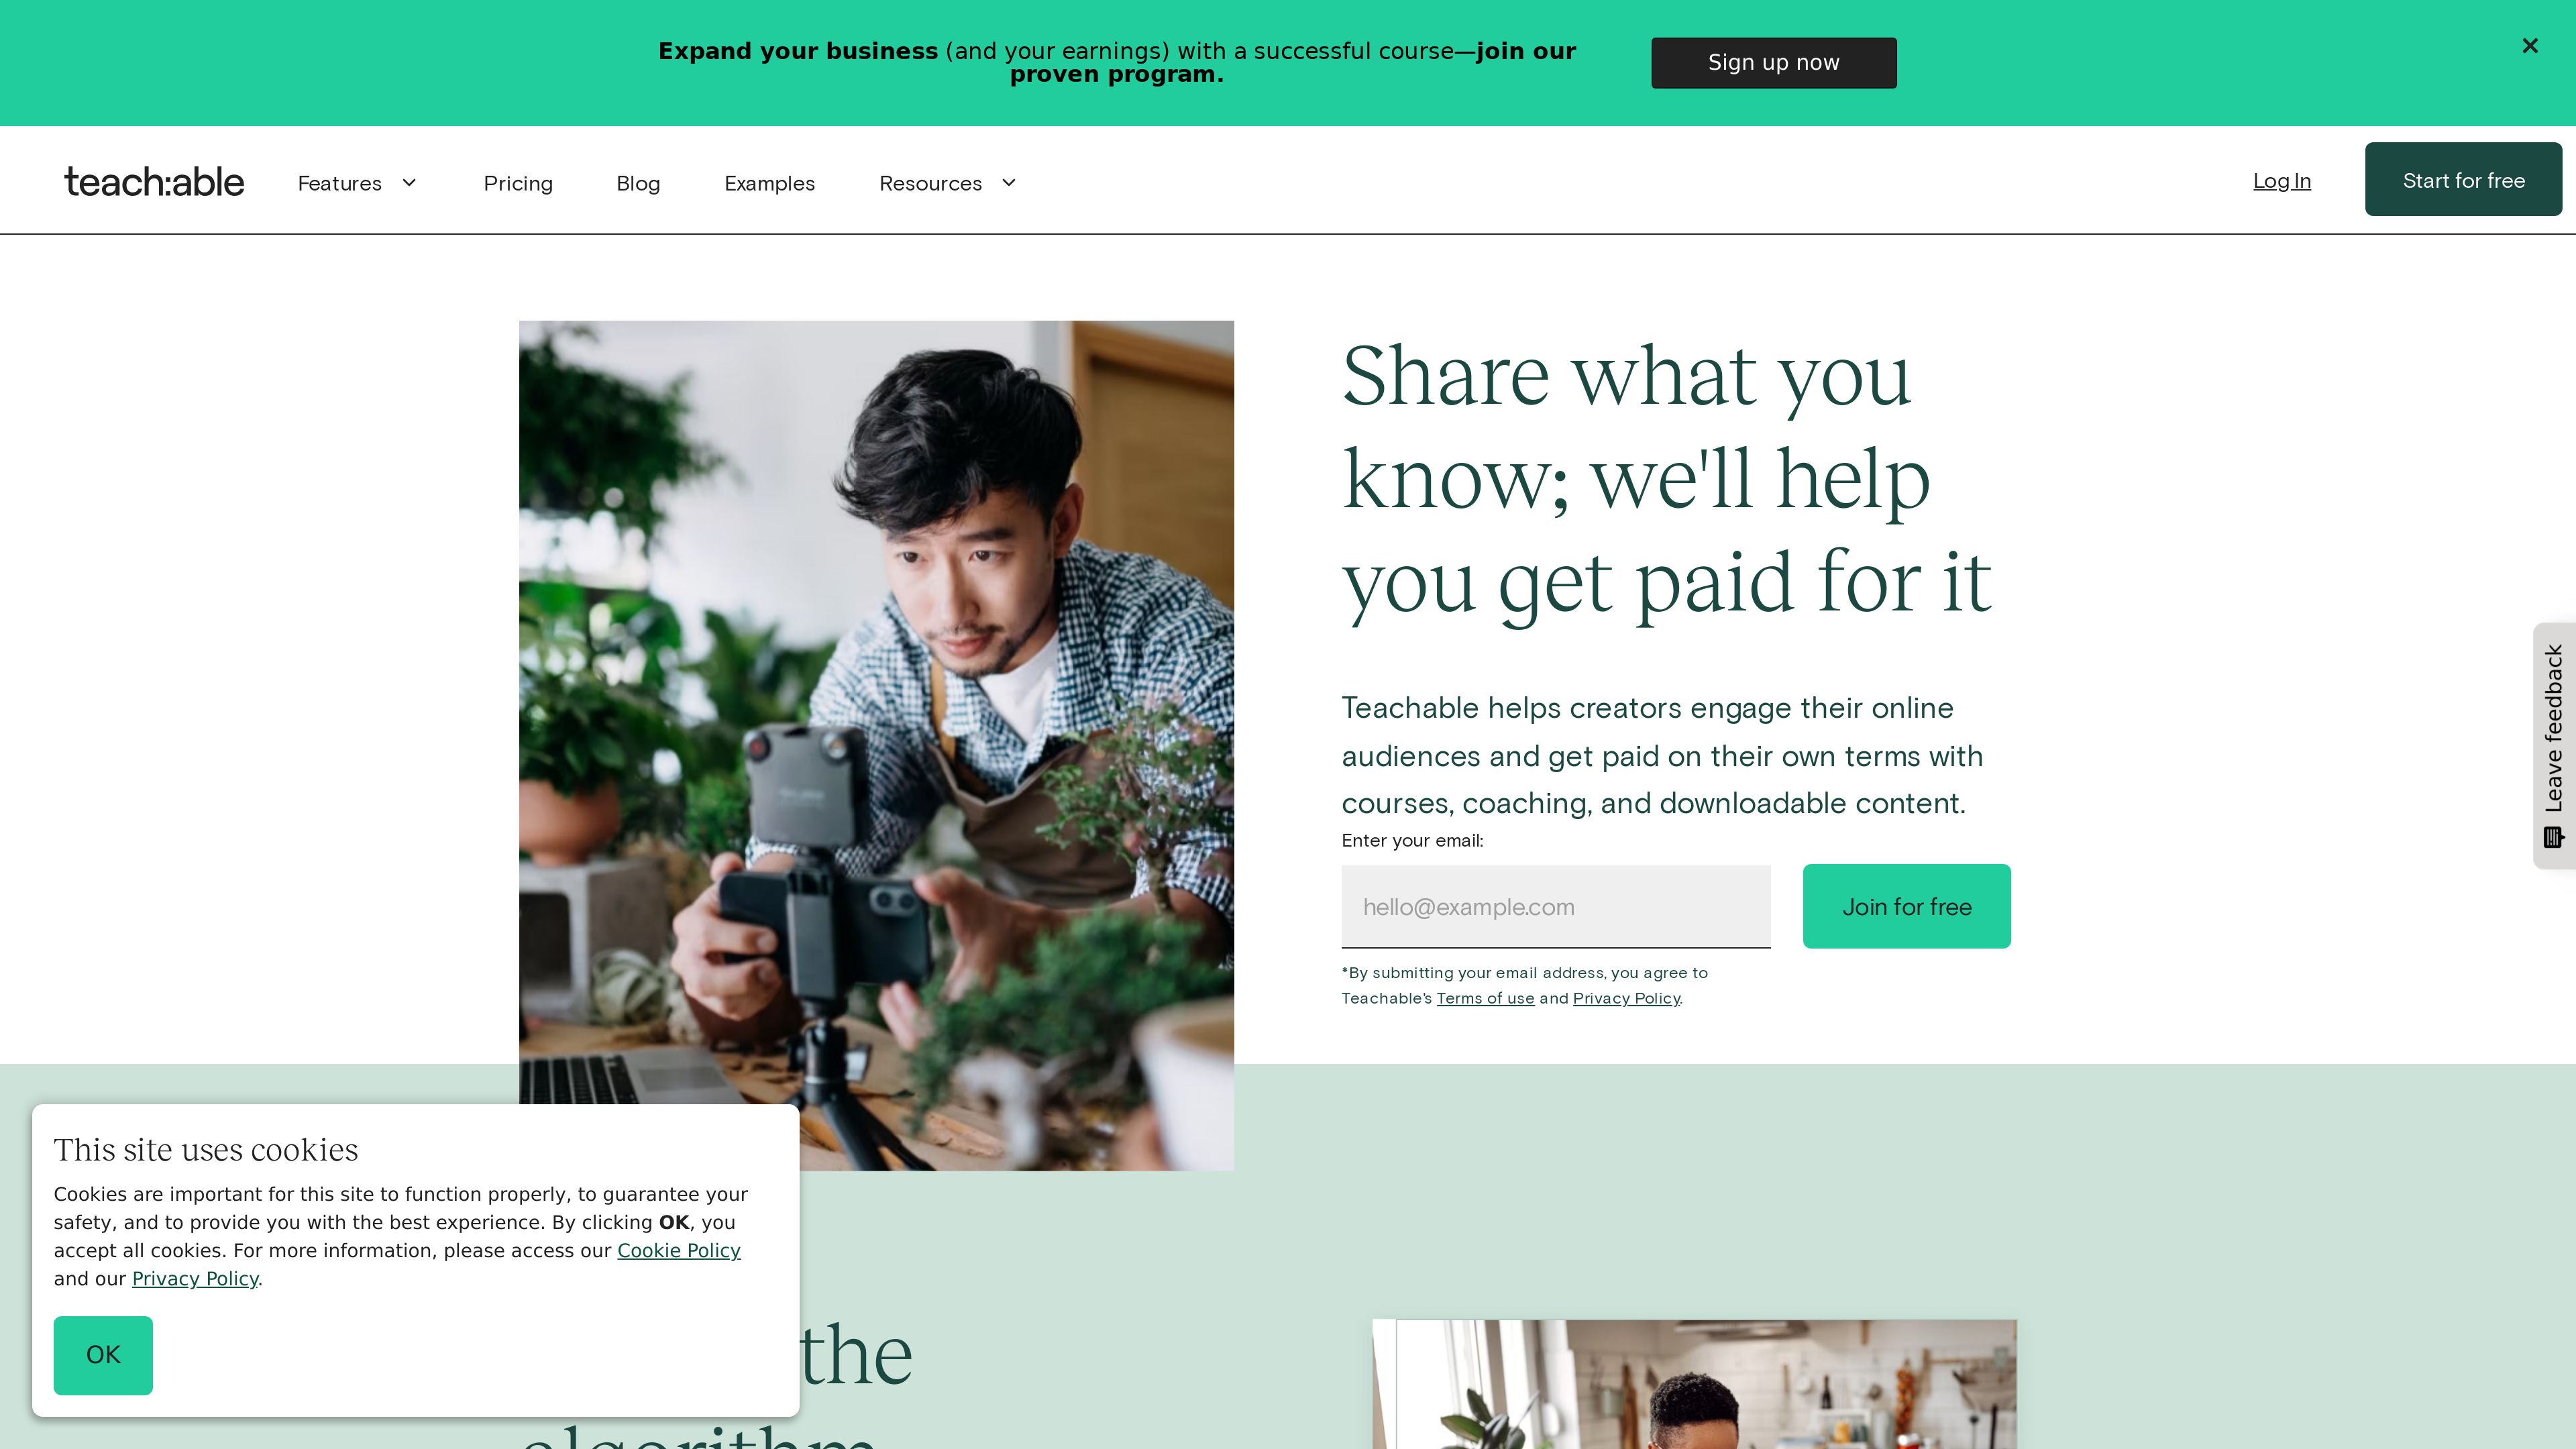 Expand your business (and your earnings) with a successful course—join our
proven program.
Sign up now
teach:able
Features
Pricing
Blog
Examples
Resources
Log In
Start for free
Share what you
know; we'll help
you get paid for it
Teachable helps creators engage their online
audiences and get paid on their own terms with
courses, coaching, and downloadable content.
Enter your email:
hello@example.com
Join for free
*By submitting your email address, you agree to
Teachable's Terms of use and Privacy Policy.
Leave feedback
This site uses cookies
Cookies are important for this site to function properly, to guarantee your
safety, and to provide you with the best experience. By clicking OK, you
accept all cookies. For more information, please access our Cookie Policy
and our Privacy Policy.
OK
the
algorithm